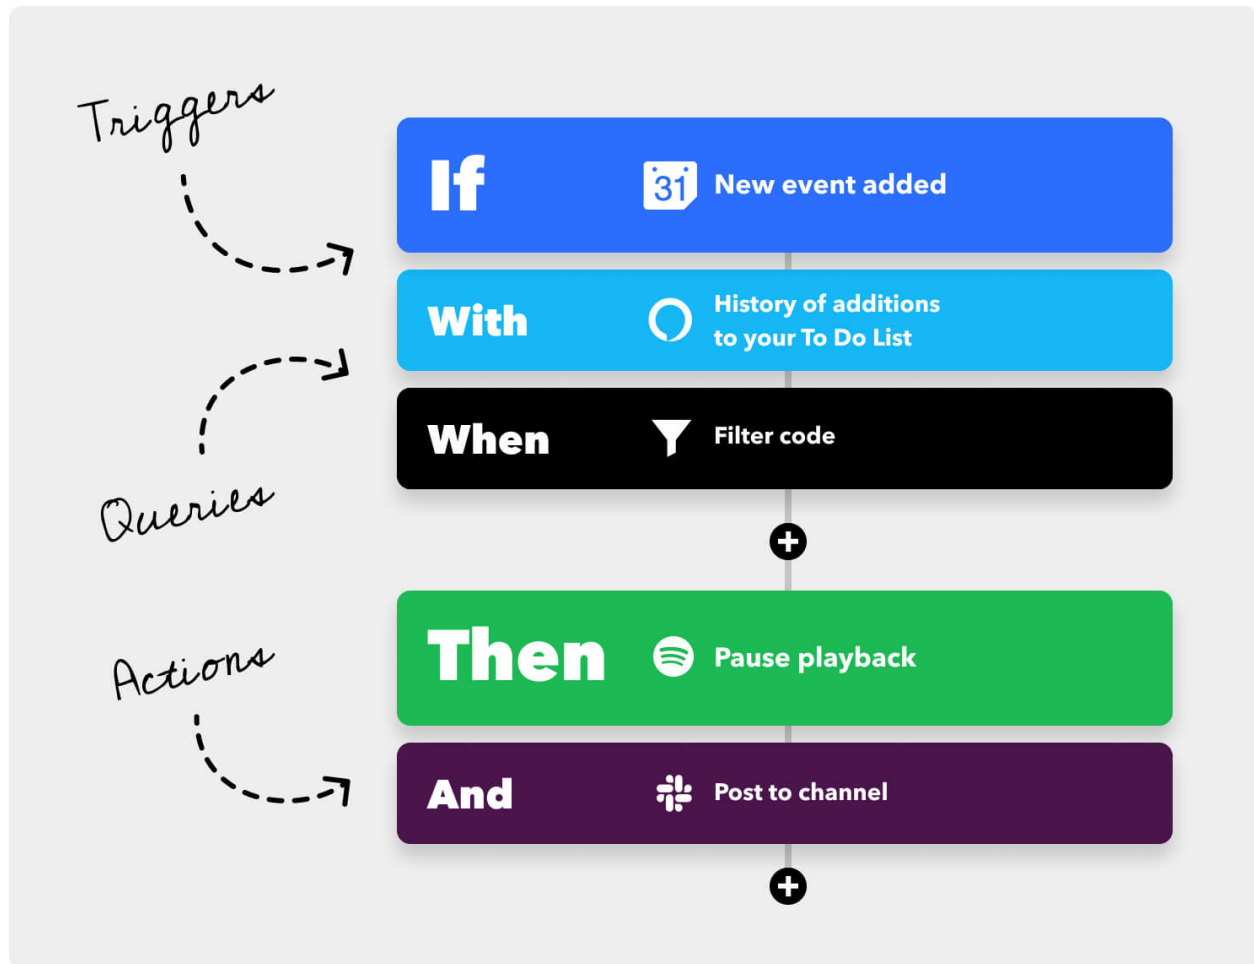 Triggers
If
31
New event added
With
History of additions
to your To Do List
When
Filter code
Queries
Then
Pause playback
Actions
And
Post to channel